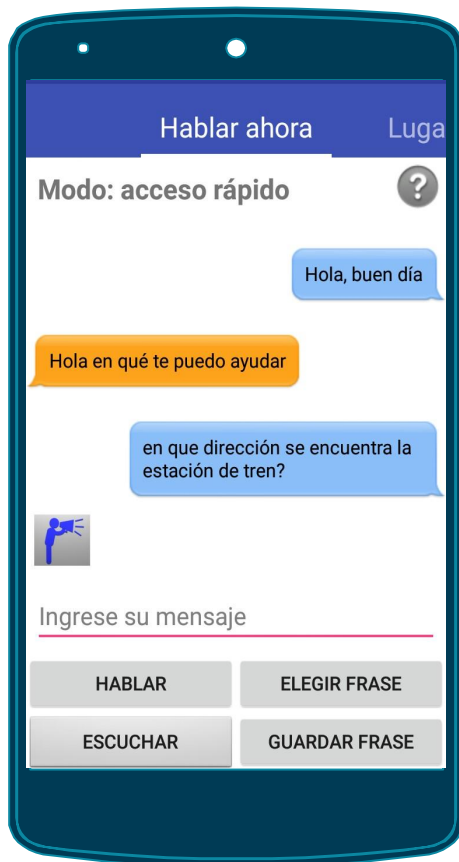 Hablar ahora Luga
Modo: acceso rápido ?
Hola, buen día
Hola en qué te puedo ayudar
en que dirección se encuentra la
estación de tren?
Ingrese su mensaje
HABLAR ELEGIR FRASE
ESCUCHAR GUARDAR FRASE